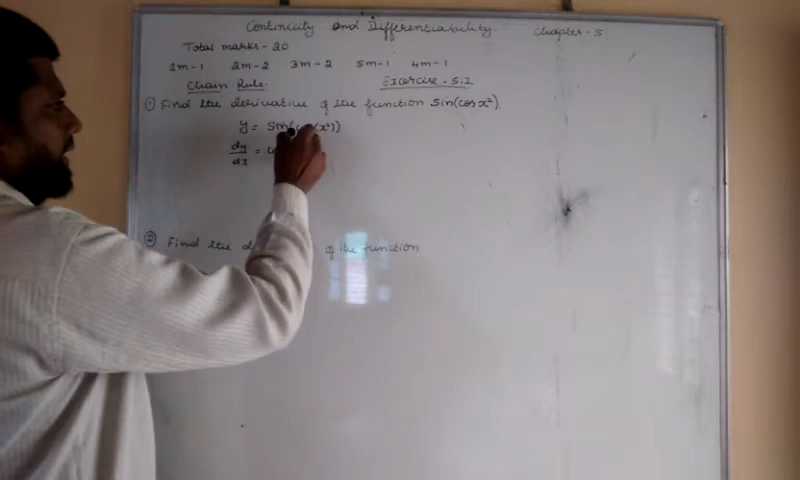 Continuity and Differentiability. Chapter - 5
Total marks - 20
1m - 1 2m - 2 3m - 2 5m - 1 4m - 1
Chain Rule. Exercise - 5.2
① Find the derivative of the function sin(cos x²).
y = sin( (x²))
dy/dx =
② Find the of the function